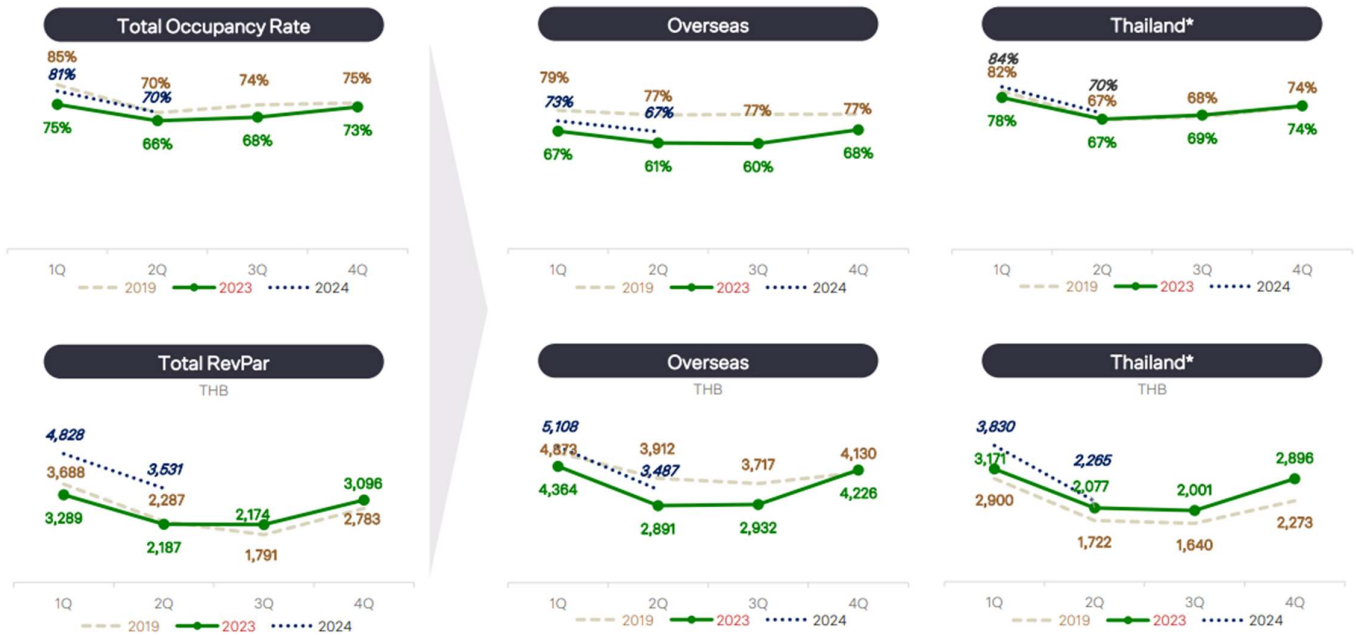 Total Occupancy Rate
85%
81%
70%
70%
74%
75%
75%
66%
68%
73%
1Q 2Q 3Q 4Q
2019 2023 2024
Overseas
79%
73%
77%
67%
77%
77%
67%
61%
60%
68%
1Q 2Q 3Q 4Q
2019 2023 2024
Thailand*
84%
82%
70%
67%
68%
74%
78%
67%
69%
74%
1Q 2Q 3Q 4Q
2019 2023 2024
Total RevPar
THB
4,828
3,688
3,531
2,287
3,096
3,289
2,174
2,783
2,187
1,791
1Q 2Q 3Q 4Q
2019 2023 2024
Overseas
THB
5,108
4,873
3,912
3,487
3,717
4,130
4,364
2,891
2,932
4,226
1Q 2Q 3Q 4Q
2019 2023 2024
Thailand*
THB
3,830
3,171
2,265
2,077
2,001
2,896
2,900
1,722
1,640
2,273
1Q 2Q 3Q 4Q
2019 2023 2024